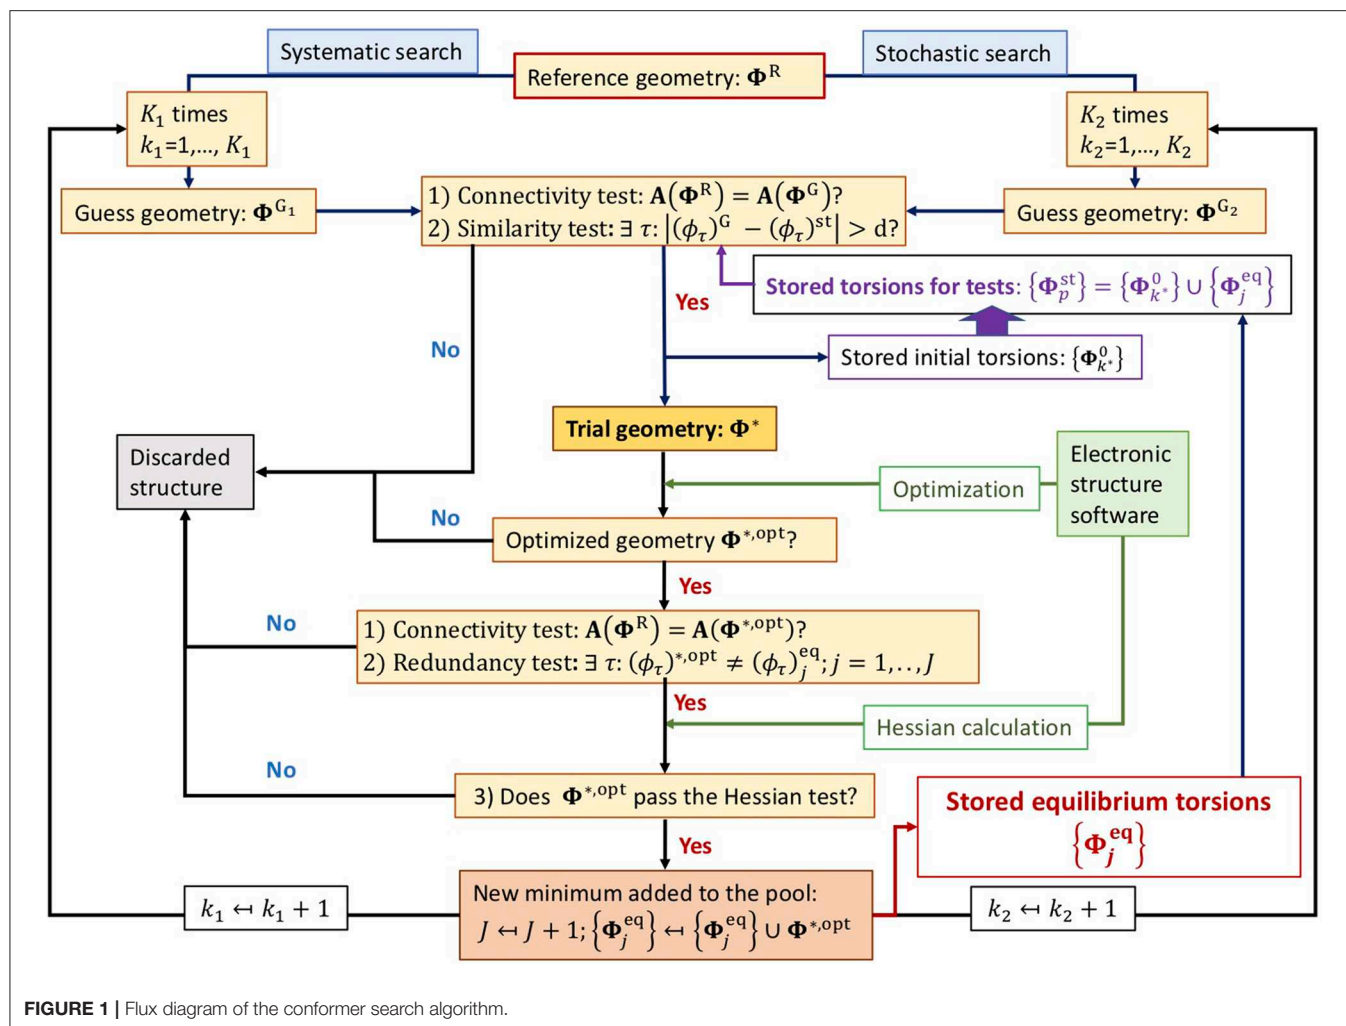 Systematic search
Reference geometry: Φ^R
Stochastic search
K₁ times
k₁=1,..., K₁
K₂ times
k₂=1,..., K₂
Guess geometry: Φ^G₁
1) Connectivity test: A(Φ^R) = A(Φ^G)?
2) Similarity test: ∃ τ: |(ϕ_τ)^G − (ϕ_τ)^st| > d?
Guess geometry: Φ^G₂
Yes
Stored torsions for tests: {Φ_p^st} = {Φ_k*^0} ∪ {Φ_j^eq}
No
Stored initial torsions: {Φ_k*^0}
Trial geometry: Φ*
Discarded
structure
Electronic
structure
software
Optimization
No
Optimized geometry Φ^*,opt?
Yes
No
1) Connectivity test: A(Φ^R) = A(Φ^*,opt)?
2) Redundancy test: ∃ τ: (ϕ_τ)^*,opt ≠ (ϕ_τ)_j^eq; j = 1,..,J
Yes
Hessian calculation
No
3) Does Φ^*,opt pass the Hessian test?
Stored equilibrium torsions
{Φ_j^eq}
Yes
k₁ ↤ k₁ + 1
New minimum added to the pool:
J ↤ J + 1; {Φ_j^eq} ↤ {Φ_j^eq} ∪ Φ^*,opt
k₂ ↤ k₂ + 1
FIGURE 1 | Flux diagram of the conformer search algorithm.